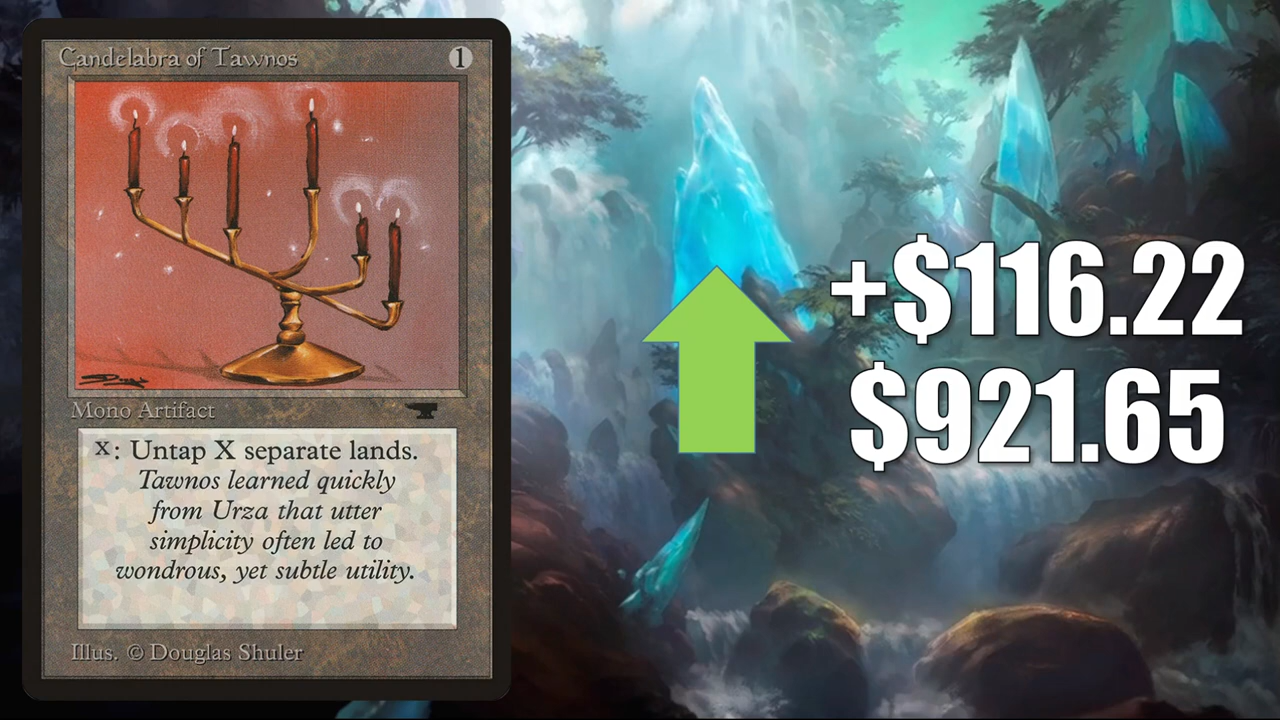 Candelabra of Tawnos 1
Mono Artifact
X: Untap X separate lands.
Tawnos learned quickly
from Urza that utter
simplicity often led to
wondrous, yet subtle utility.
Illus. © Douglas Shuler
+$116.22
$921.65